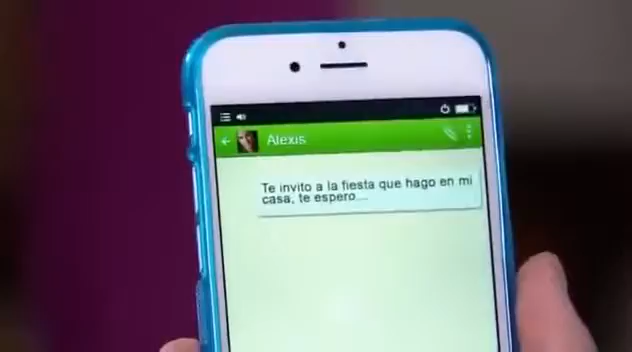 Alexis
Te invito a la fiesta que hago en mi
casa, te espero...